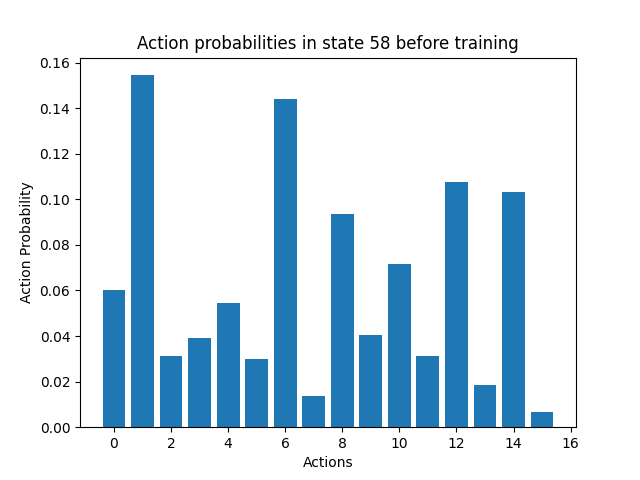 Action probabilities in state 58 before training
0.16
0.14
0.12
0.10
0.08
0.06
0.04
0.02
0.00
Action Probability
0 2 4 6 8 10 12 14 16
Actions